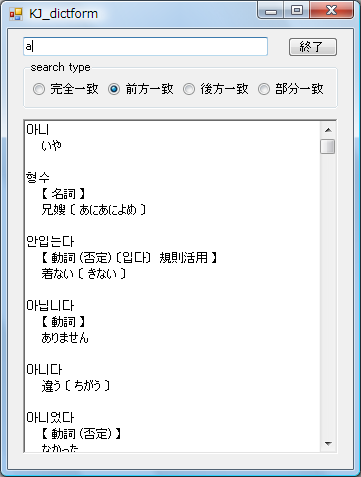 KJ_dictform
a
終了
search type
完全一致 前方一致 後方一致 部分一致
아니
いや
형수
【 名詞 】
兄嫂 〔 あにあによめ 〕
안입는다
【 動詞 (否定) 〔입다〕 規則活用 】
着ない 〔 きない 〕
아닙니다
【 動詞 】
ありません
아니다
違う 〔 ちがう 〕
아니었다
【 動詞 (否定) 】
なかった